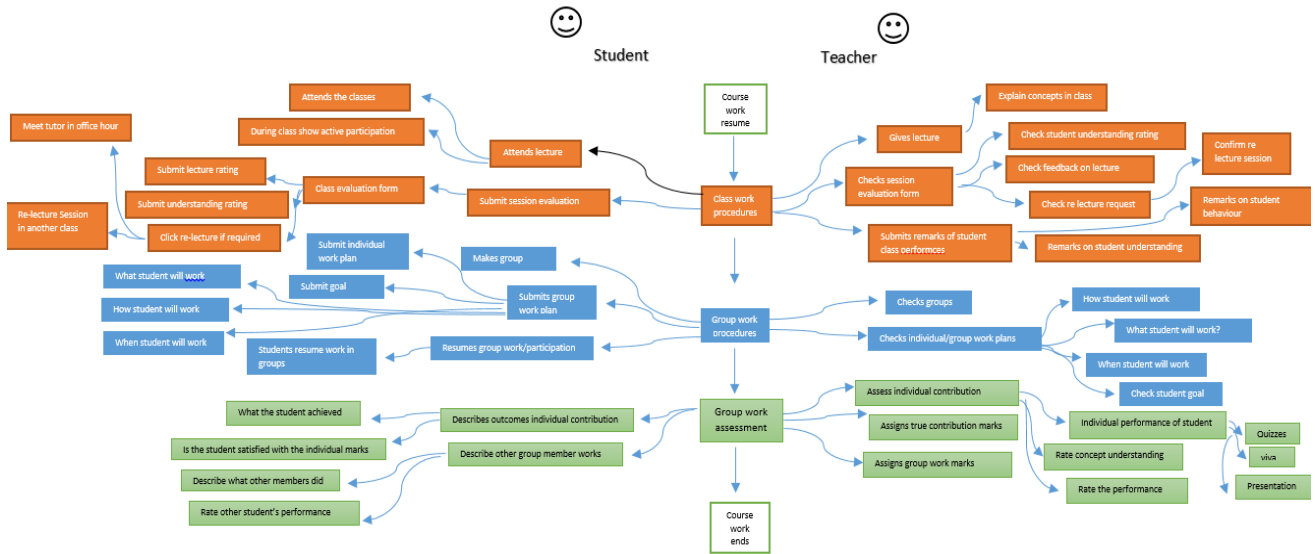 Student
Teacher
Course
work
resume
Attends the classes
During class show active participation
Attends lecture
Meet tutor in office hour
Submit lecture rating
Class evaluation form
Submit understanding rating
Submit session evaluation
Re-lecture Session
in another class
Click re-lecture if required
Class work
procedures
Gives lecture
Explain concepts in class
Checks session
evaluation form
Check student understanding rating
Check feedback on lecture
Check re lecture request
Confirm re
lecture session
Submits remarks of student
class oerformces
Remarks on student
behaviour
Remarks on student understanding
Submit individual
work plan
Makes group
What student will work
Submit goal
Submits group
work plan
How student will work
When student will work
Students resume work in
groups
Resumes group work/participation
Group work
procedures
Checks groups
Checks individual/group work plans
How student will work
What student will work?
When student will work
Check student goal
What the student achieved
Describes outcomes individual contribution
Is the student satisfied with the individual marks
Describe other group member works
Describe what other members did
Rate other student's performance
Group work
assessment
Assess individual contribution
Assigns true contribution marks
Assigns group work marks
Individual performance of student
Rate concept understanding
Rate the performance
Quizzes
viva
Presentation
Course
work
ends